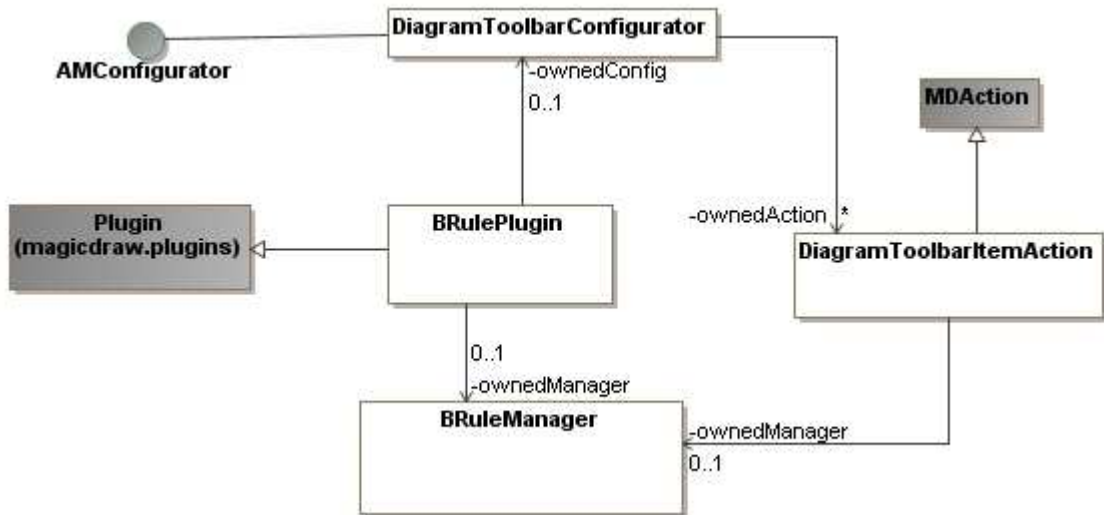 DiagramToolbarConfigurator
AMConfigurator
-ownedConfig
0..1
MDAction
Plugin
(magicdraw.plugins)
BRulePlugin
-ownedAction *
DiagramToolbarItemAction
0..1
-ownedManager
BRuleManager
-ownedManager
0..1